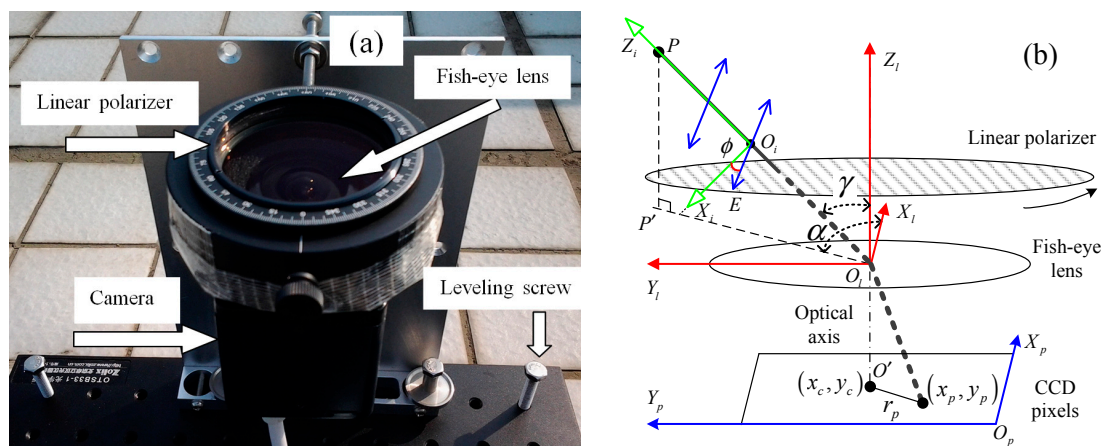 (a)
Fish-eye lens
Linear polarizer
Camera
Leveling screw
OTSB33-1
(b)
Z_i
P
Z_l
O_i
Linear polarizer
ϕ
γ
E
X_i
X_l
P'
α
Fish-eye
lens
Y_l
O_l
Optical
axis
X_p
O'
(x_c, y_c)
(x_p, y_p)
CCD
pixels
Y_p
r_p
O_p